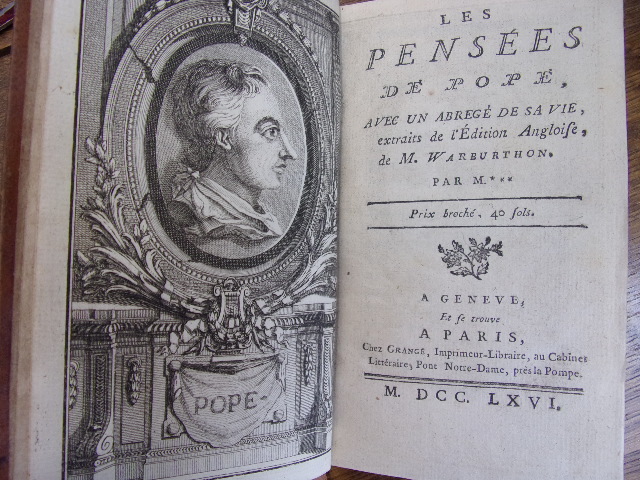 POPE
LES
PENSÉES
DE POPE,
AVEC UN ABREGÉ DE SA VIE,
extraits de l'Édition Angloiſe,
de M. WARBURTHON.
PAR M.***
Prix broché, 40 ſols.
A GENEVE,
Et ſe trouve
A PARIS,
Chez GRANGE, Imprimeur-Libraire, au Cabinet
Littéraire, Pont Notre-Dame, près la Pompe.
M. DCC. LXVI.